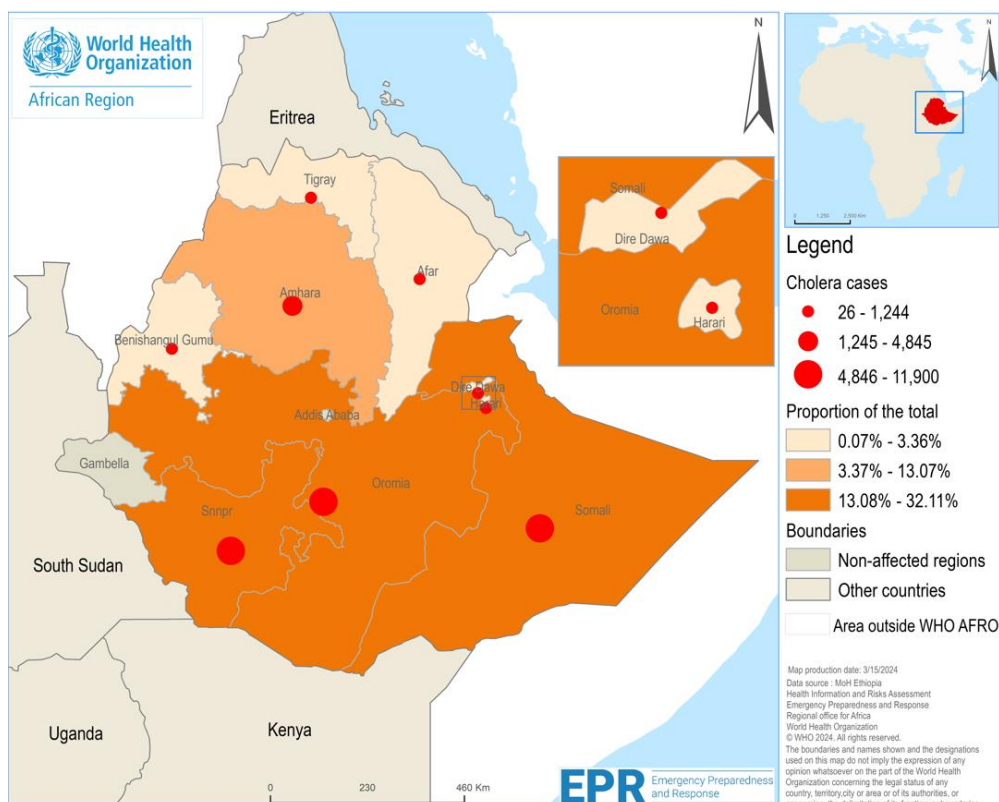 World Health
Organization
African Region
N
N
Eritrea
Tigray
Somali
Dire Dawa
Oromia
Harari
Afar
Amhara
Benishangul Gumu
Dire Dawa
Harari
Addis Ababa
Gambella
Oromia
Snnpr
Somali
South Sudan
Uganda
Kenya
0 230 460 Km
EPR Emergency Preparedness
and Response
0 1,250 2,500 Km
Legend
Cholera cases
26 - 1,244
1,245 - 4,845
4,846 - 11,900
Proportion of the total
0.07% - 3.36%
3.37% - 13.07%
13.08% - 32.11%
Boundaries
Non-affected regions
Other countries
Area outside WHO AFRO
Map production date: 3/15/2024
Data source : MoH Ethiopia
Health Information and Risks Assessment
Emergency Preparedness and Response
Regional office for Africa
World Health Organization
© WHO 2024. All rights reserved.
The boundaries and names shown and the designations
used on this map do not imply the expression of any
opinion whatsoever on the part of the World Health
Organization concerning the legal status of any
country, territory,city or area or of its authorities, or